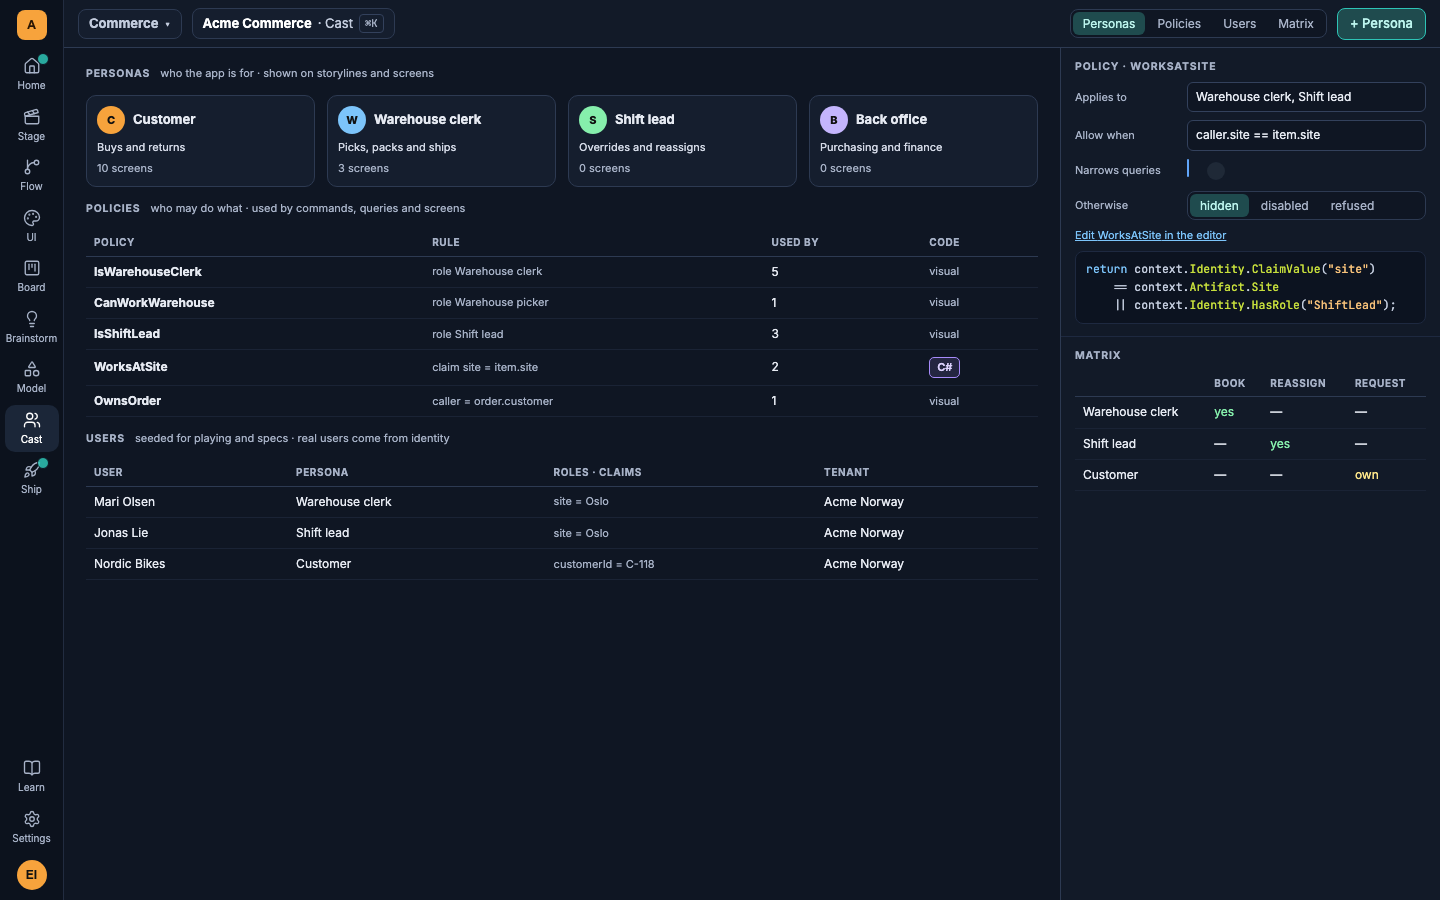 A
Home
Stage
Flow
UI
Board
Brainstorm
Model
Cast
Ship
Learn
Settings
EI
Commerce ▾
Acme Commerce · Cast ⌘K
Personas Policies Users Matrix
+ Persona
PERSONAS who the app is for · shown on storylines and screens
C Customer
Buys and returns
10 screens
W Warehouse clerk
Picks, packs and ships
3 screens
S Shift lead
Overrides and reassigns
0 screens
B Back office
Purchasing and finance
0 screens
POLICIES who may do what · used by commands, queries and screens
POLICY RULE USED BY CODE
IsWarehouseClerk role Warehouse clerk 5 visual
CanWorkWarehouse role Warehouse picker 1 visual
IsShiftLead role Shift lead 3 visual
WorksAtSite claim site = item.site 2 C#
OwnsOrder caller = order.customer 1 visual
USERS seeded for playing and specs · real users come from identity
USER PERSONA ROLES · CLAIMS TENANT
Mari Olsen Warehouse clerk site = Oslo Acme Norway
Jonas Lie Shift lead site = Oslo Acme Norway
Nordic Bikes Customer customerId = C-118 Acme Norway
POLICY · WORKSATSITE
Applies to Warehouse clerk, Shift lead
Allow when caller.site == item.site
Narrows queries
Otherwise hidden disabled refused
Edit WorksAtSite in the editor
return context.Identity.ClaimValue("site")
== context.Artifact.Site
|| context.Identity.HasRole("ShiftLead");
MATRIX
BOOK REASSIGN REQUEST
Warehouse clerk yes — —
Shift lead — yes —
Customer — — own